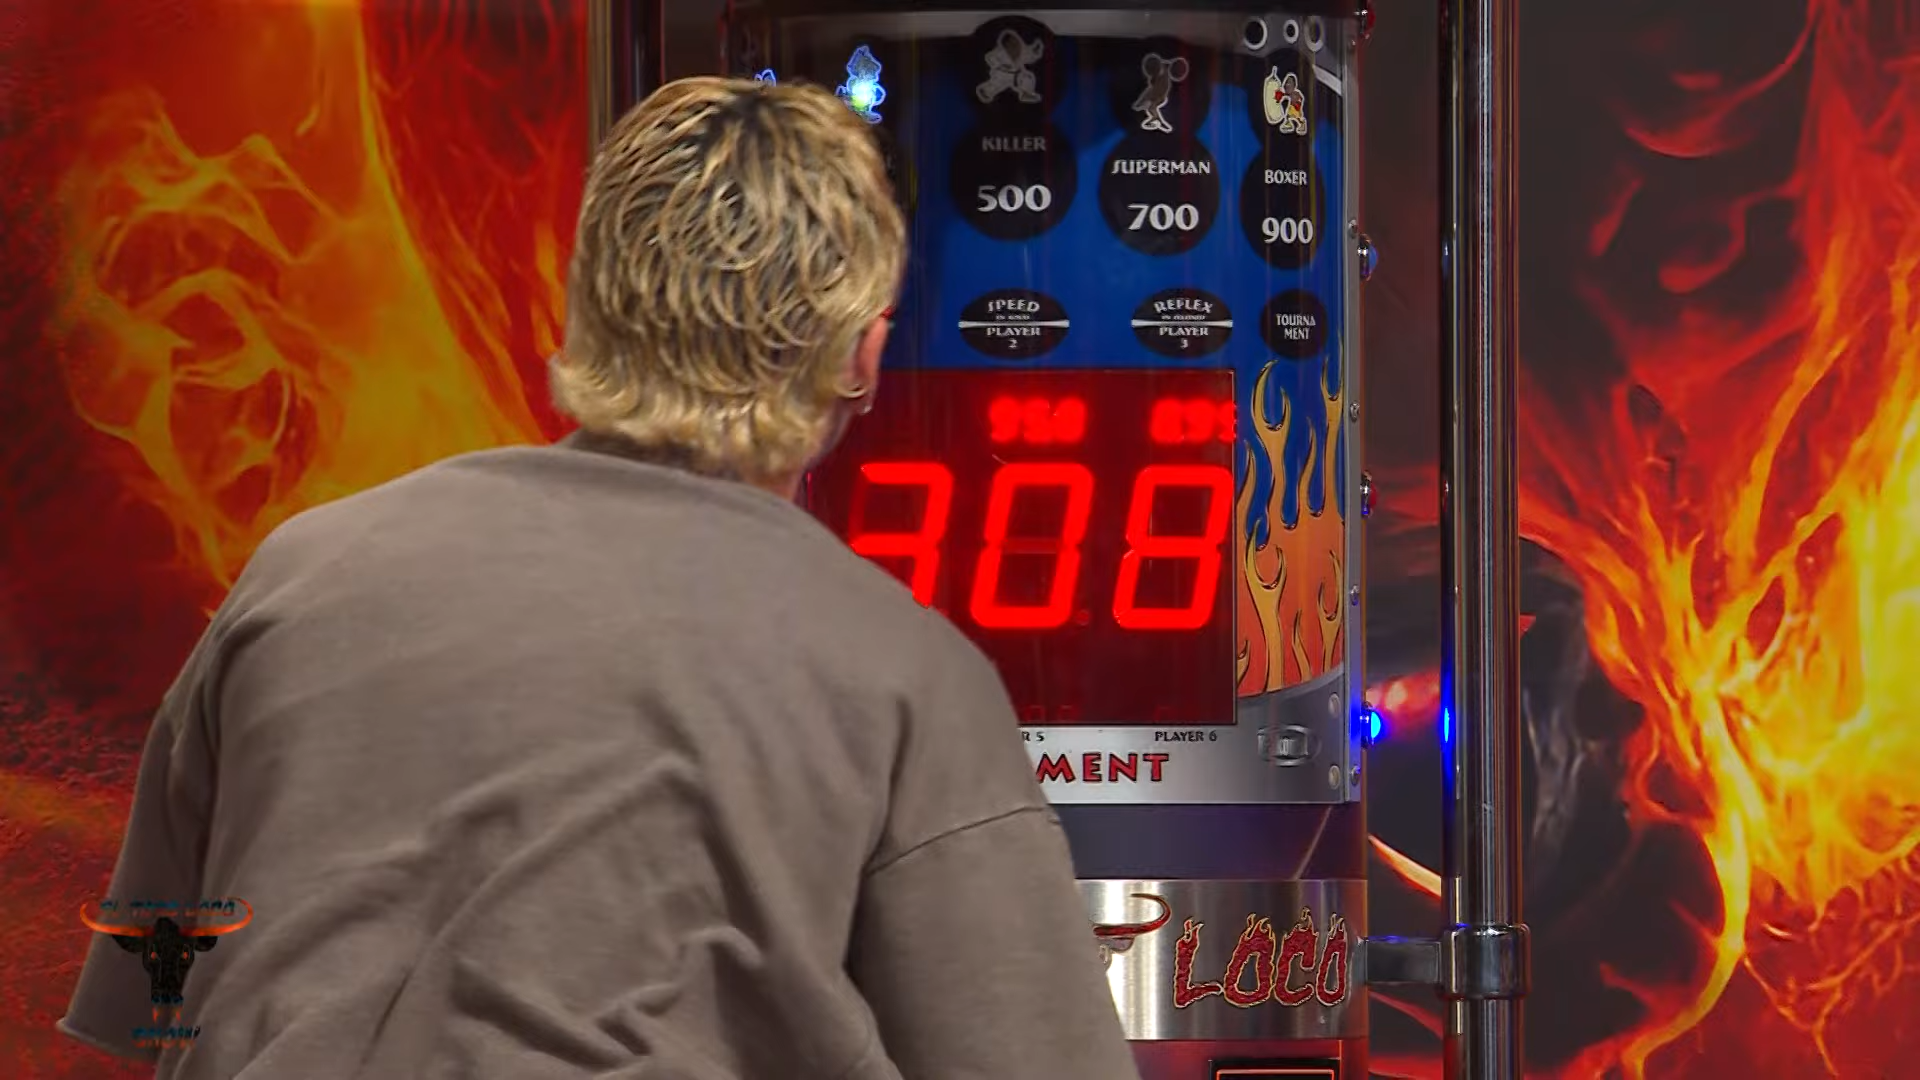 KILLER
500
SUPERMAN
700
BOXER
900
SPEED
PLAYER
2
REFLEX
PLAYER
3
TOURNA
MENT
308
PLAYER 6
MENT
LOCO